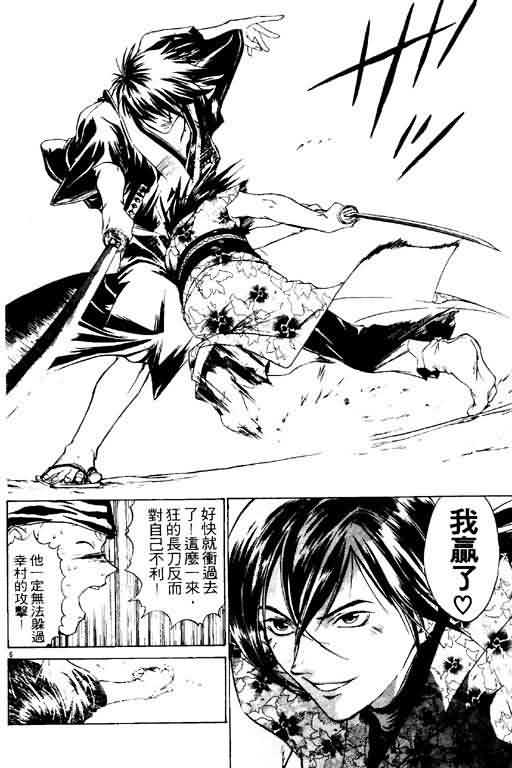 我贏了♡
好快就衝過去
了！這麼一來，
狂的長刀反而
對自己不利！
他一定無法躲過
幸村的攻擊！
6